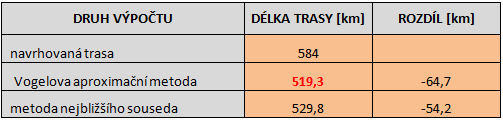 DRUH VÝPOČTU DÉLKA TRASY [km] ROZDÍL [km]
navrhovaná trasa 584
Vogelova aproximační metoda 519,3 -64,7
metoda nejbližšího souseda 529,8 -54,2